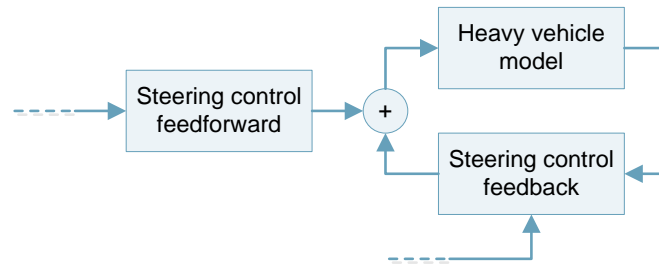 Heavy vehicle
model
Steering control
feedforward
+
Steering control
feedback